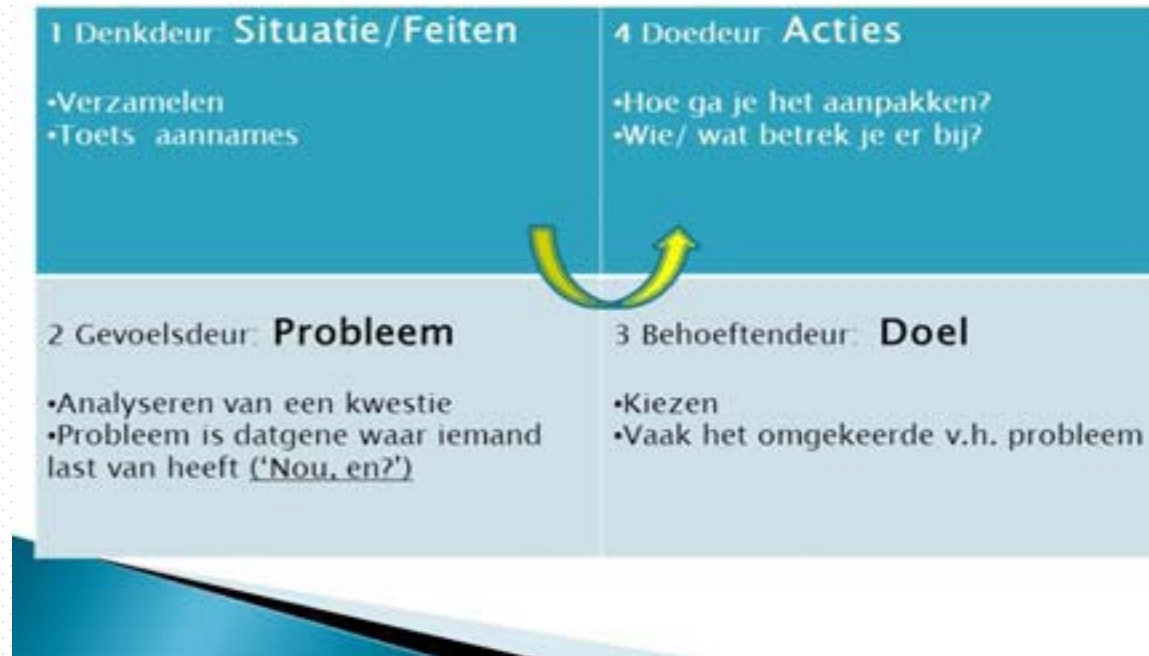 1 Denkdeur: Situatie/Feiten
•Verzamelen
•Toets aannames
2 Gevoelsdeur: Probleem
•Analyseren van een kwestie
•Probleem is datgene waar iemand
last van heeft ('Nou, en?')
3 Behoeftendeur: Doel
•Kiezen
•Vaak het omgekeerde v.h. probleem
4 Doedeur: Acties
•Hoe ga je het aanpakken?
•Wie/ wat betrek je er bij?